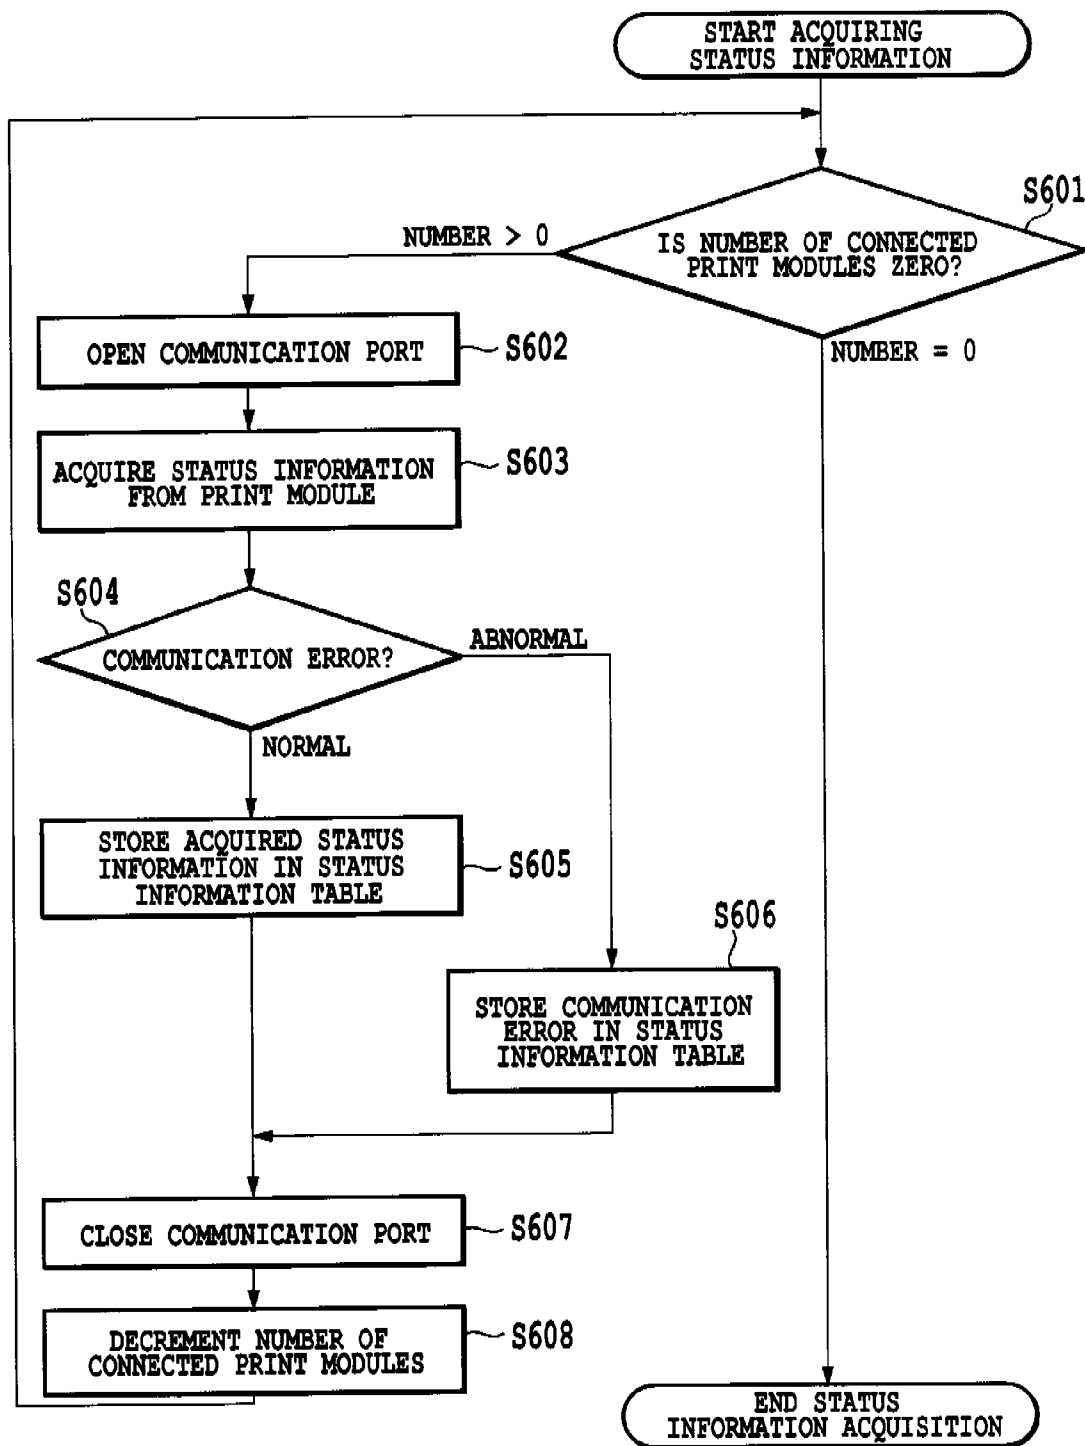 START ACQUIRING
STATUS INFORMATION
S601
IS NUMBER OF CONNECTED
PRINT MODULES ZERO?
NUMBER > 0
NUMBER = 0
OPEN COMMUNICATION PORT
S602
ACQUIRE STATUS INFORMATION
FROM PRINT MODULE
S603
S604
COMMUNICATION ERROR?
ABNORMAL
NORMAL
STORE ACQUIRED STATUS
INFORMATION IN STATUS
INFORMATION TABLE
S605
S606
STORE COMMUNICATION
ERROR IN STATUS
INFORMATION TABLE
CLOSE COMMUNICATION PORT
S607
DECREMENT NUMBER OF
CONNECTED PRINT MODULES
S608
END STATUS
INFORMATION ACQUISITION